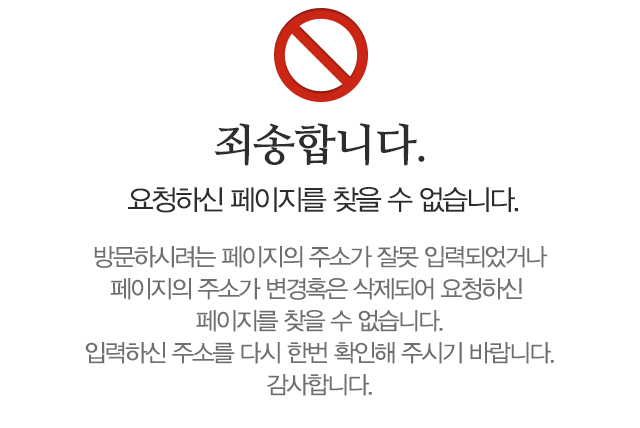 죄송합니다.
요청하신 페이지를 찾을 수 없습니다.
방문하시려는 페이지의 주소가 잘못 입력되었거나
페이지의 주소가 변경혹은 삭제되어 요청하신
페이지를 찾을 수 없습니다.
입력하신 주소를 다시 한번 확인해 주시기 바랍니다.
감사합니다.